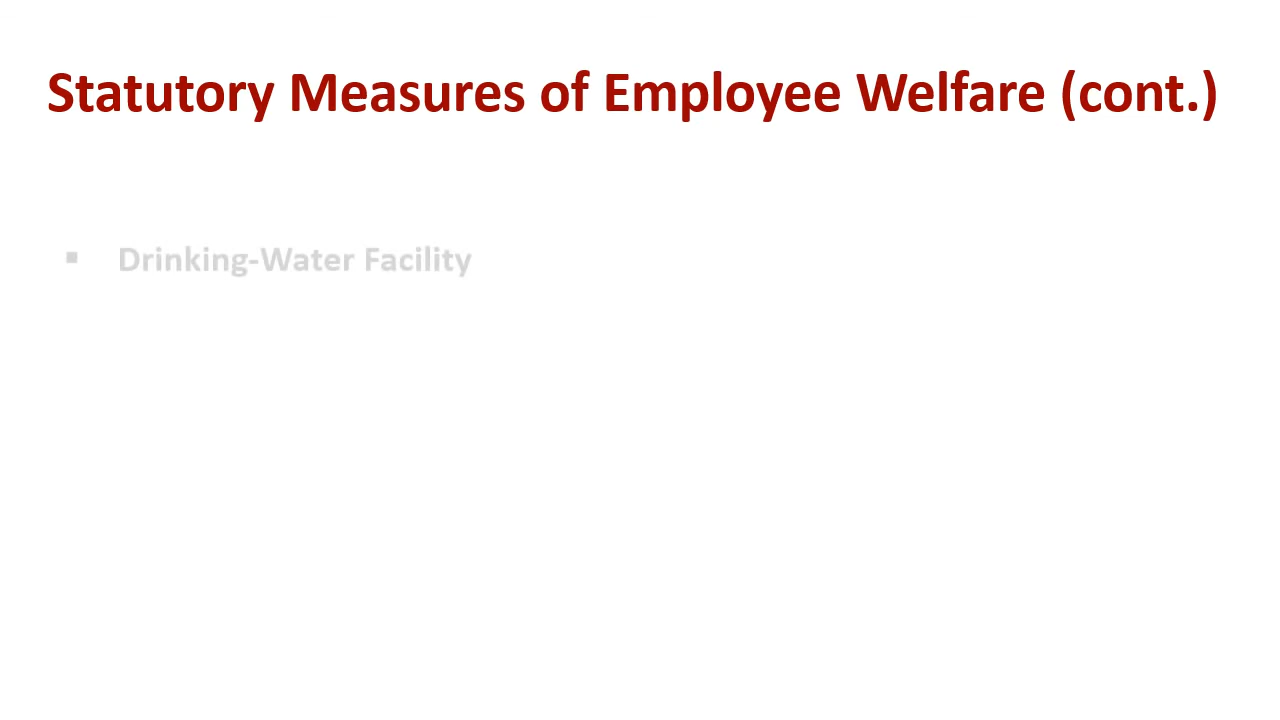 Statutory Measures of Employee Welfare (cont.)
▪ Drinking-Water Facility